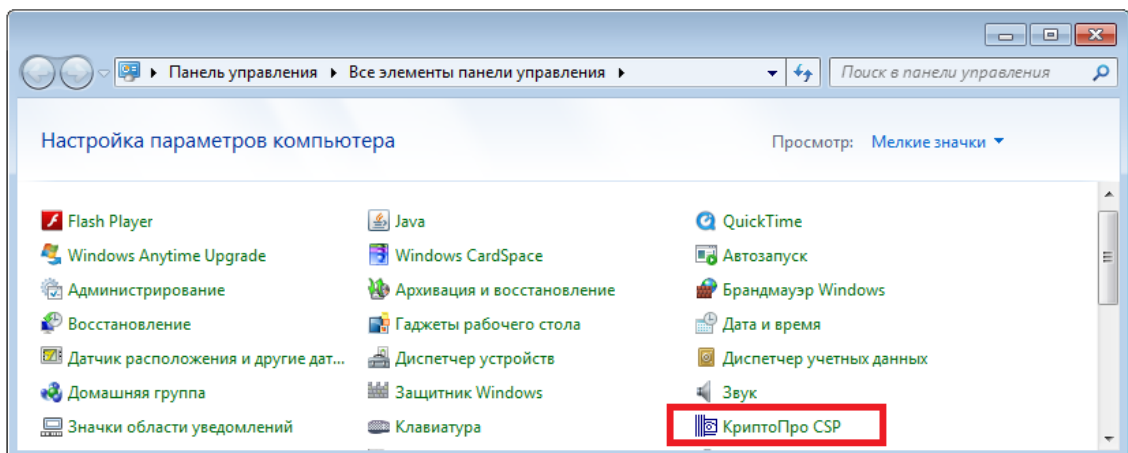 Панель управления Все элементы панели управления Поиск в панели управления
Настройка параметров компьютера Просмотр: Мелкие значки
Flash Player Java QuickTime
Windows Anytime Upgrade Windows CardSpace Автозапуск
Администрирование Архивация и восстановление Брандмауэр Windows
Восстановление Гаджеты рабочего стола Дата и время
Датчик расположения и другие дат... Диспетчер устройств Диспетчер учетных данных
Домашняя группа Защитник Windows Звук
Значки области уведомлений Клавиатура КриптоПро CSP